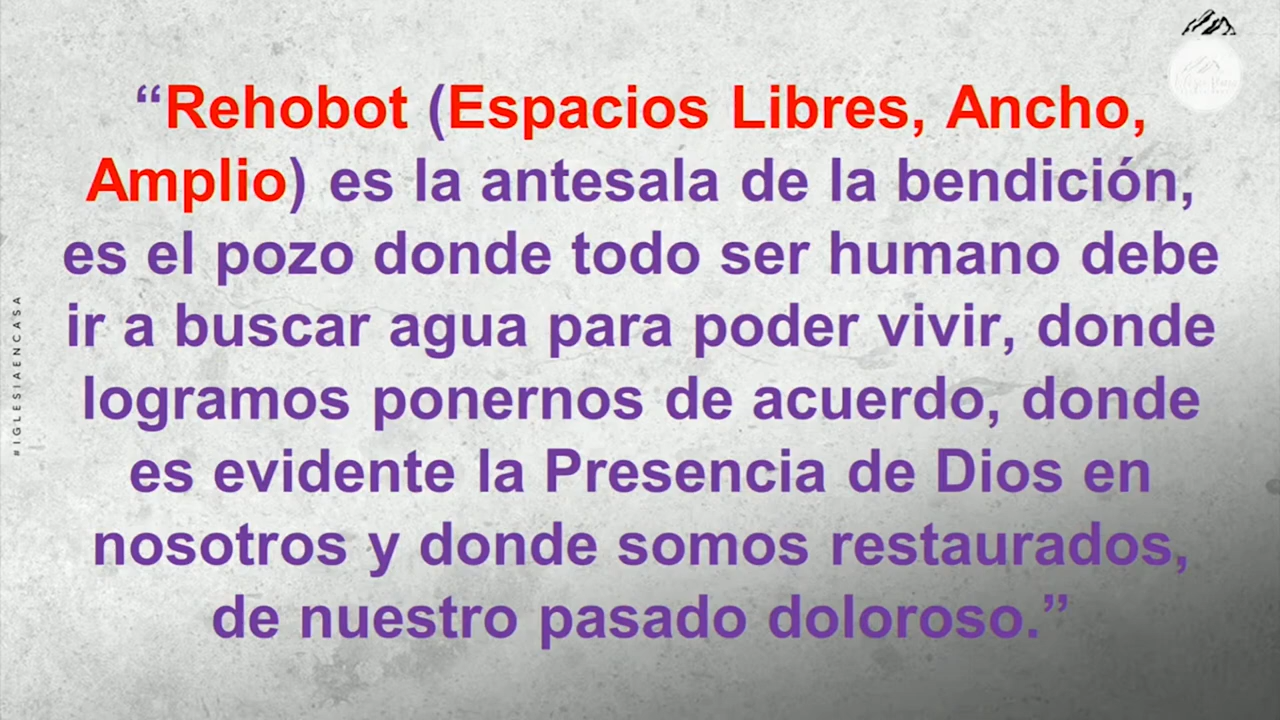 “Rehobot (Espacios Libres, Ancho,
Amplio) es la antesala de la bendición,
es el pozo donde todo ser humano debe
ir a buscar agua para poder vivir, donde
logramos ponernos de acuerdo, donde
es evidente la Presencia de Dios en
nosotros y donde somos restaurados,
de nuestro pasado doloroso.”
#IGLESIAENCASA